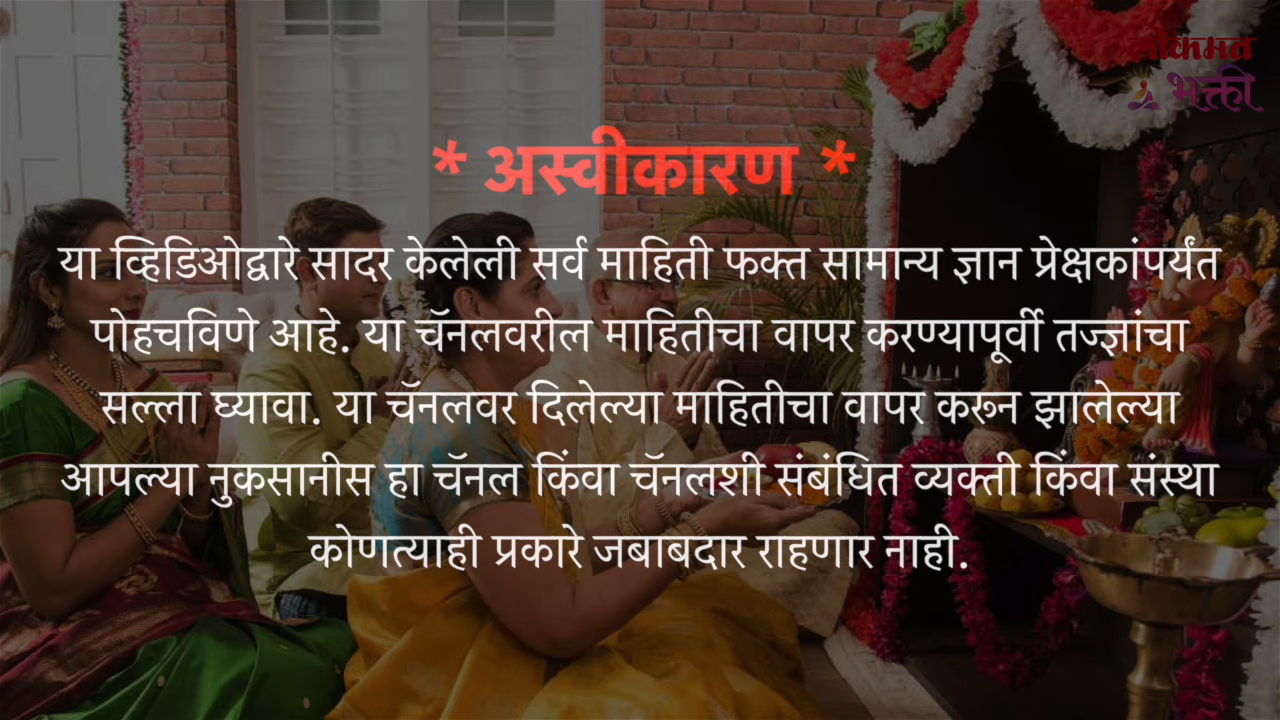 लोकमत
भक्ती
* अस्वीकारण *
या व्हिडिओद्वारे सादर केलेली सर्व माहिती फक्त सामान्य ज्ञान प्रेक्षकांपर्यंत
पोहचविणे आहे. या चॅनलवरील माहितीचा वापर करण्यापूर्वी तज्ज्ञांचा
सल्ला घ्यावा. या चॅनलवर दिलेल्या माहितीचा वापर करून झालेल्या
आपल्या नुकसानीस हा चॅनल किंवा चॅनलशी संबंधित व्यक्ती किंवा संस्था
कोणत्याही प्रकारे जबाबदार राहणार नाही.